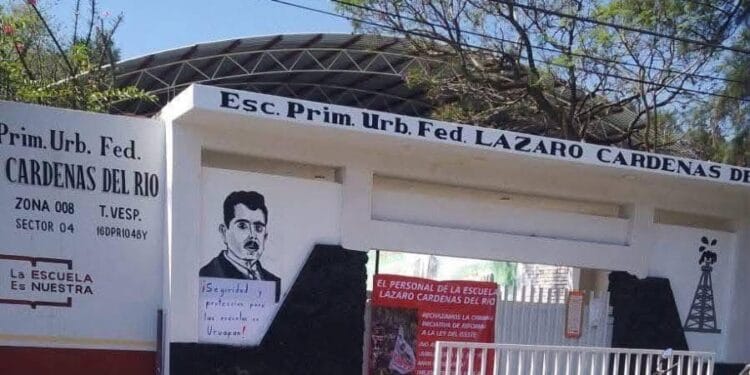 Prim. Urb. Fed.
CARDENAS DEL RIO
ZONA 008 T. VESP.
SECTOR 04 16DPR1048Y
La ESCUELA
Es NUESTRA
Esc. Prim. Urb. Fed. LAZARO CARDENAS DE
¡Seguridad y
protección para
las escuelas de
Uruapan!
EL PERSONAL DE LA ESCUELA
LAZARO CARDENAS DEL RIO
RECHAZAMOS LA
INICIATIVA DE REFORMA
A LA LEY DEL ISSSTE